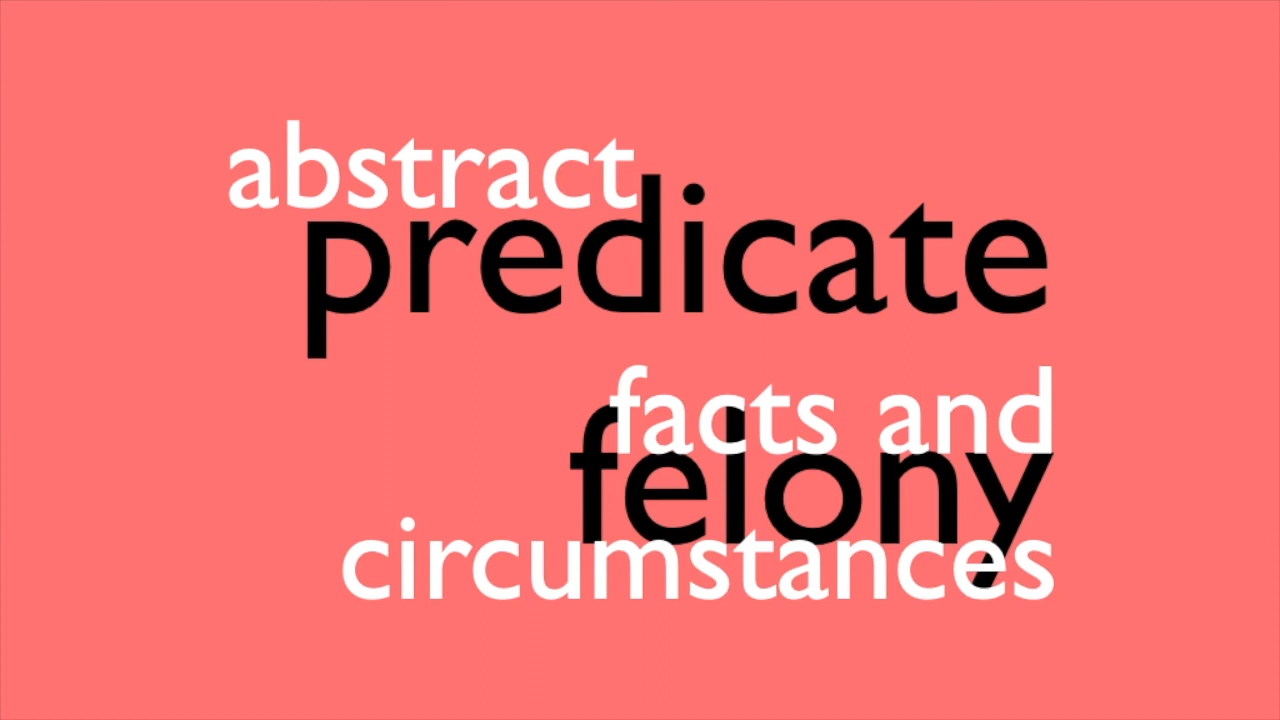 abstract
predicate
facts and
felony
circumstances